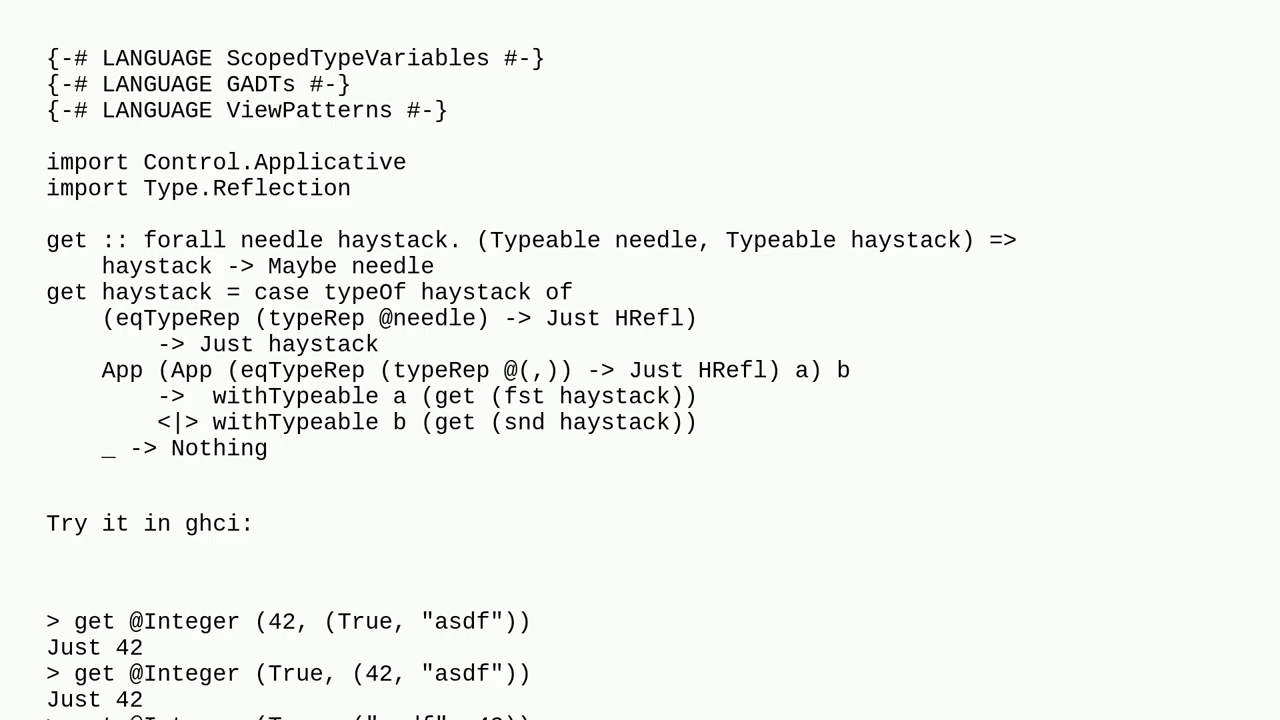 {-# LANGUAGE ScopedTypeVariables #-}
{-# LANGUAGE GADTs #-}
{-# LANGUAGE ViewPatterns #-}

import Control.Applicative
import Type.Reflection

get :: forall needle haystack. (Typeable needle, Typeable haystack) =>
    haystack -> Maybe needle
get haystack = case typeOf haystack of
    (eqTypeRep (typeRep @needle) -> Just HRefl)
        -> Just haystack
    App (App (eqTypeRep (typeRep @(,)) -> Just HRefl) a) b
        ->  withTypeable a (get (fst haystack))
        <|> withTypeable b (get (snd haystack))
    _ -> Nothing

Try it in ghci:

> get @Integer (42, (True, "asdf"))
Just 42
> get @Integer (True, (42, "asdf"))
Just 42